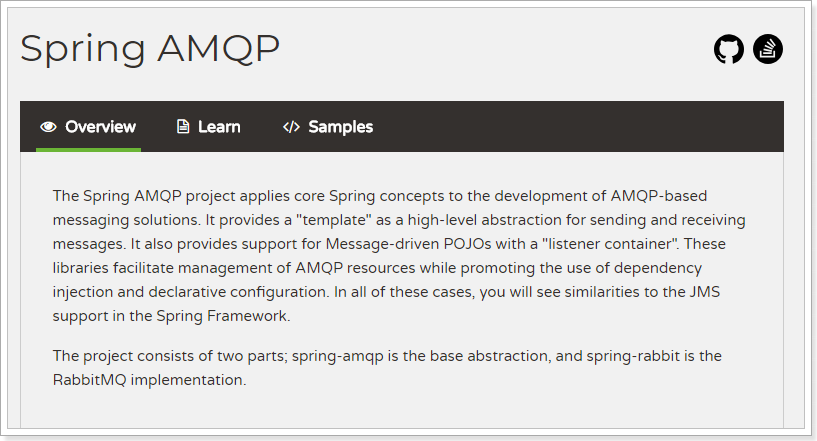 Spring AMQP
Overview
Learn
Samples
The Spring AMQP project applies core Spring concepts to the development of AMQP-based
messaging solutions. It provides a "template" as a high-level abstraction for sending and receiving
messages. It also provides support for Message-driven POJOs with a "listener container". These
libraries facilitate management of AMQP resources while promoting the use of dependency
injection and declarative configuration. In all of these cases, you will see similarities to the JMS
support in the Spring Framework.
The project consists of two parts; spring-amqp is the base abstraction, and spring-rabbit is the
RabbitMQ implementation.